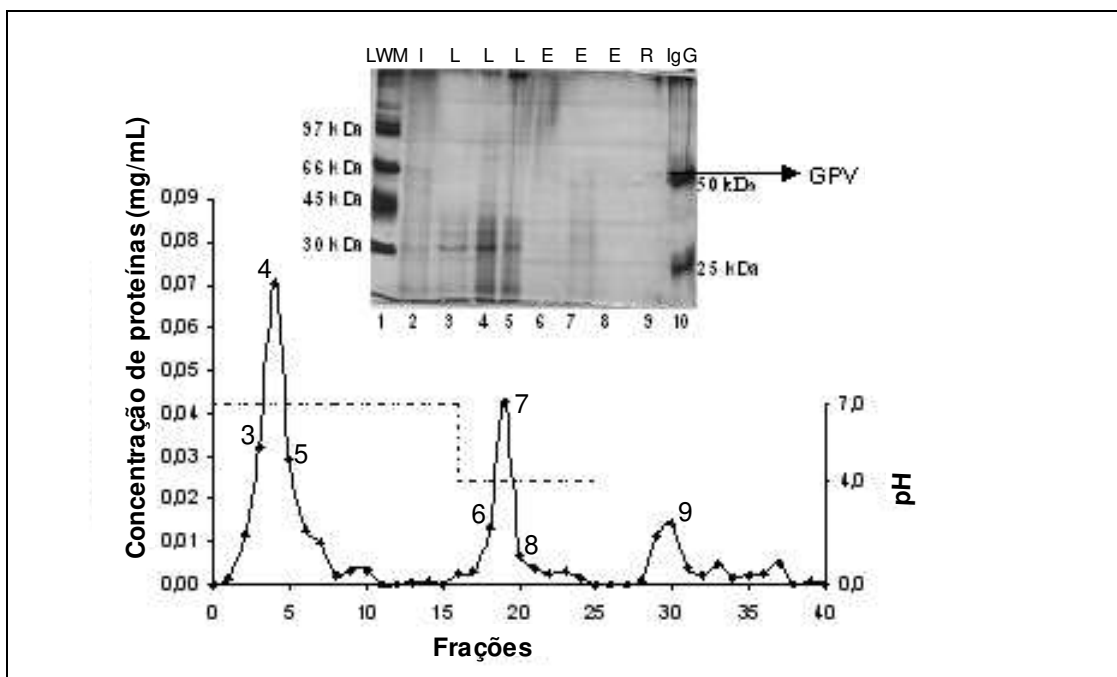 LWM I L L L E E E R IgG
97 kDa
66 kDa
45 kDa
30 kDa
50 kDa
25 kDa
GPV
1 2 3 4 5 6 7 8 9 10
Concentração de proteínas (mg/mL)
0,09
0,08
0,07
0,06
0,05
0,04
0,03
0,02
0,01
0,00
4
3
5
7
6
8
9
7,0
4,0
0,0
pH
0 5 10 15 20 25 30 35 40
Frações